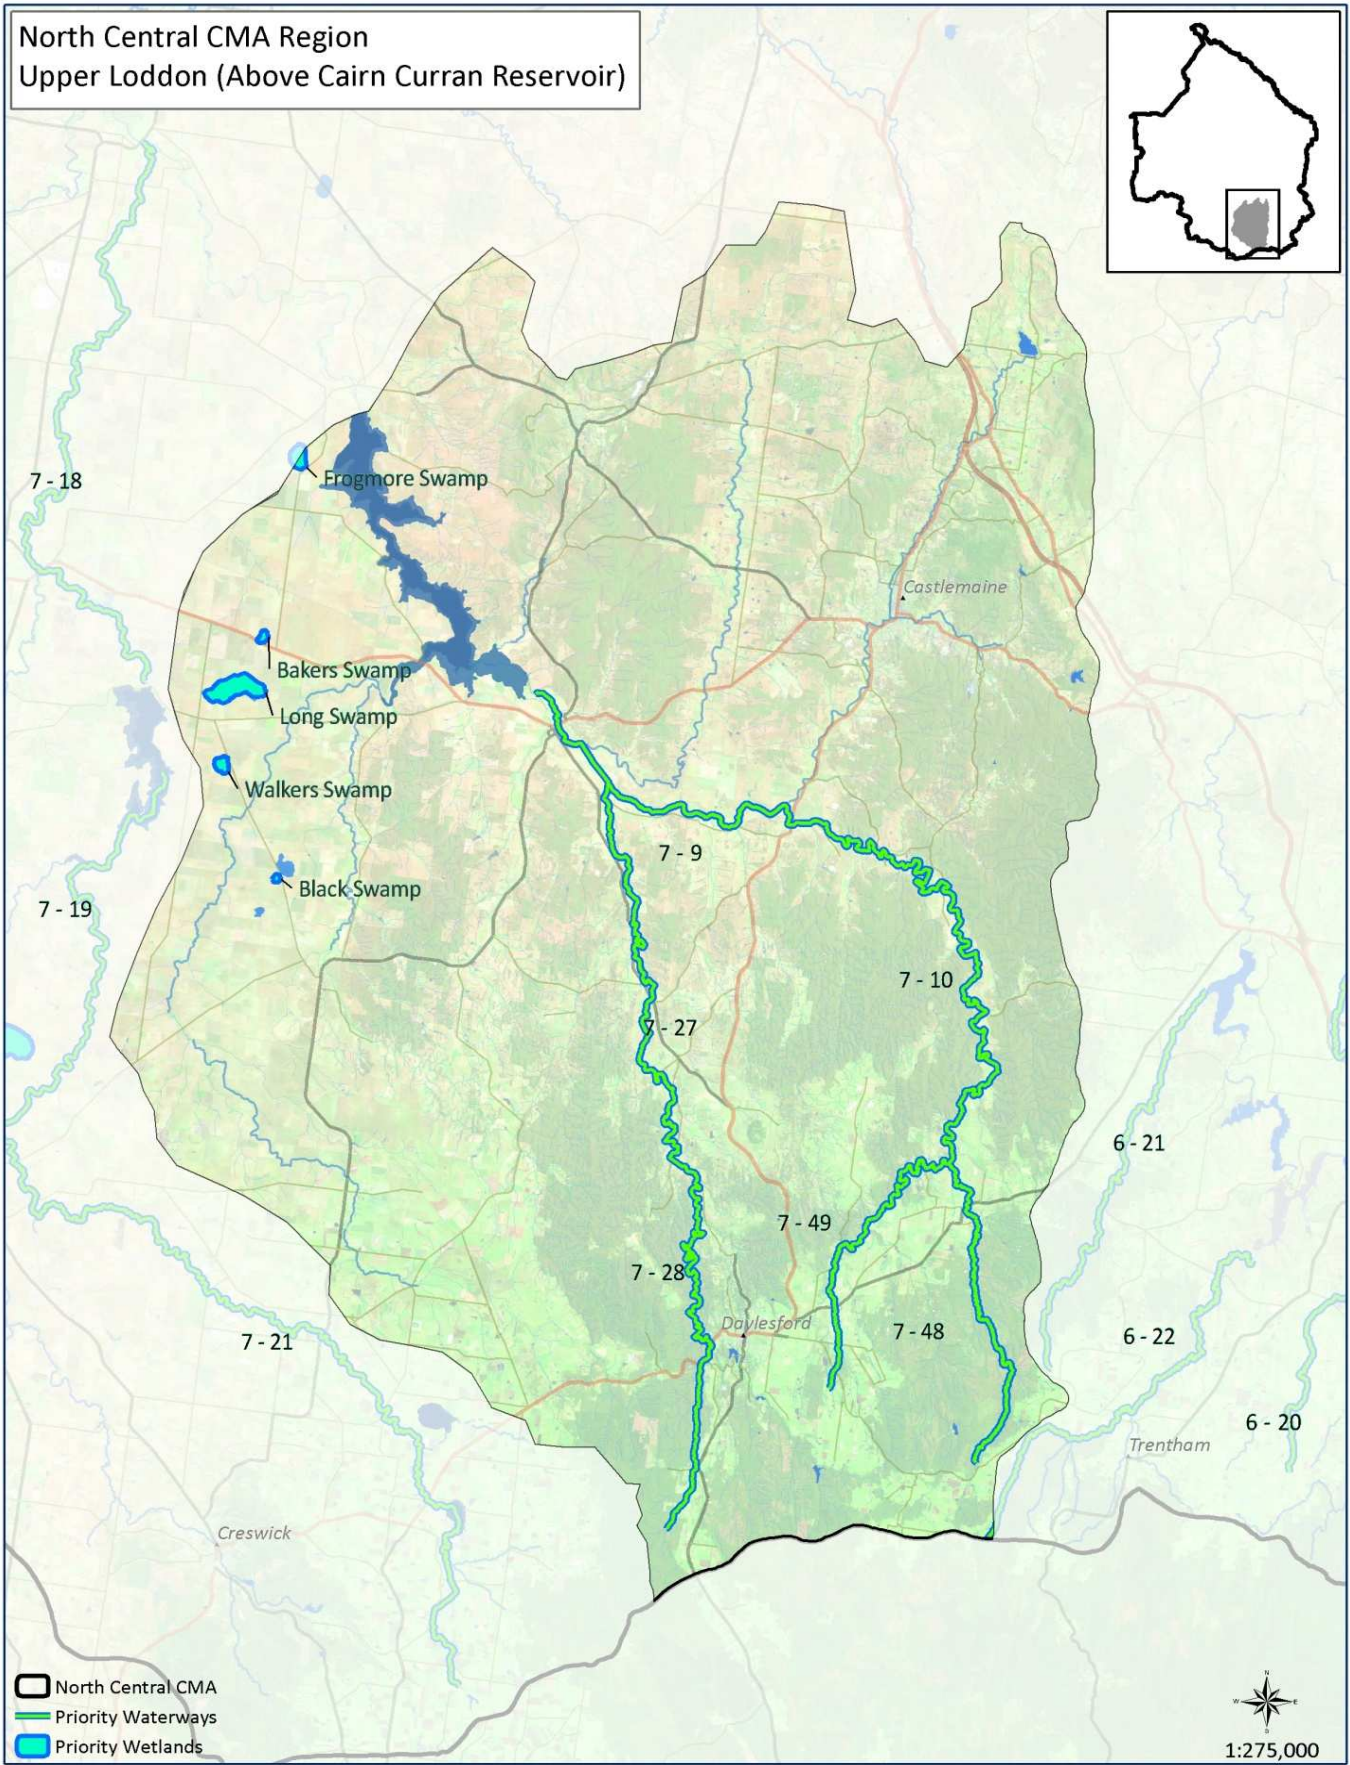 North Central CMA Region
Upper Loddon (Above Cairn Curran Reservoir)
7 - 18
Frogmore Swamp
Castlemaine
Bakers Swamp
Long Swamp
Walkers Swamp
7 - 9
Black Swamp
7 - 19
7 - 10
7 - 27
6 - 21
7 - 49
7 - 28
Daylesford
7 - 48
6 - 22
7 - 21
6 - 20
Trentham
Creswick
North Central CMA
Priority Waterways
Priority Wetlands
N
W
E
1:275,000